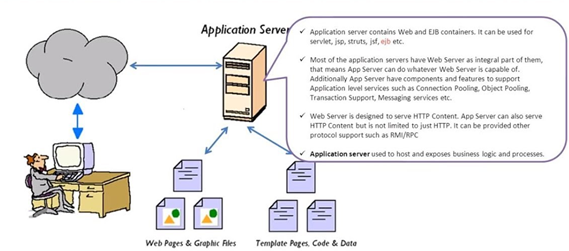 Application Server
✓ Application server contains Web and EJB containers. It can be used for
servlet, jsp, struts, jsf, ejb etc.
✓ Most of the application servers have Web Server as integral part of them,
that means App Server can do whatever Web Server is capable of.
Additionally App Server have components and features to support
Application level services such as Connection Pooling, Object Pooling,
Transaction Support, Messaging services etc.
✓ Web Server is designed to serve HTTP Content. App Server can also serve
HTTP Content but is not limited to just HTTP. It can be provided other
protocol support such as RMI/RPC
✓ Application server used to host and exposes business logic and processes.
Web Pages & Graphic Files
Template Pages, Code & Data